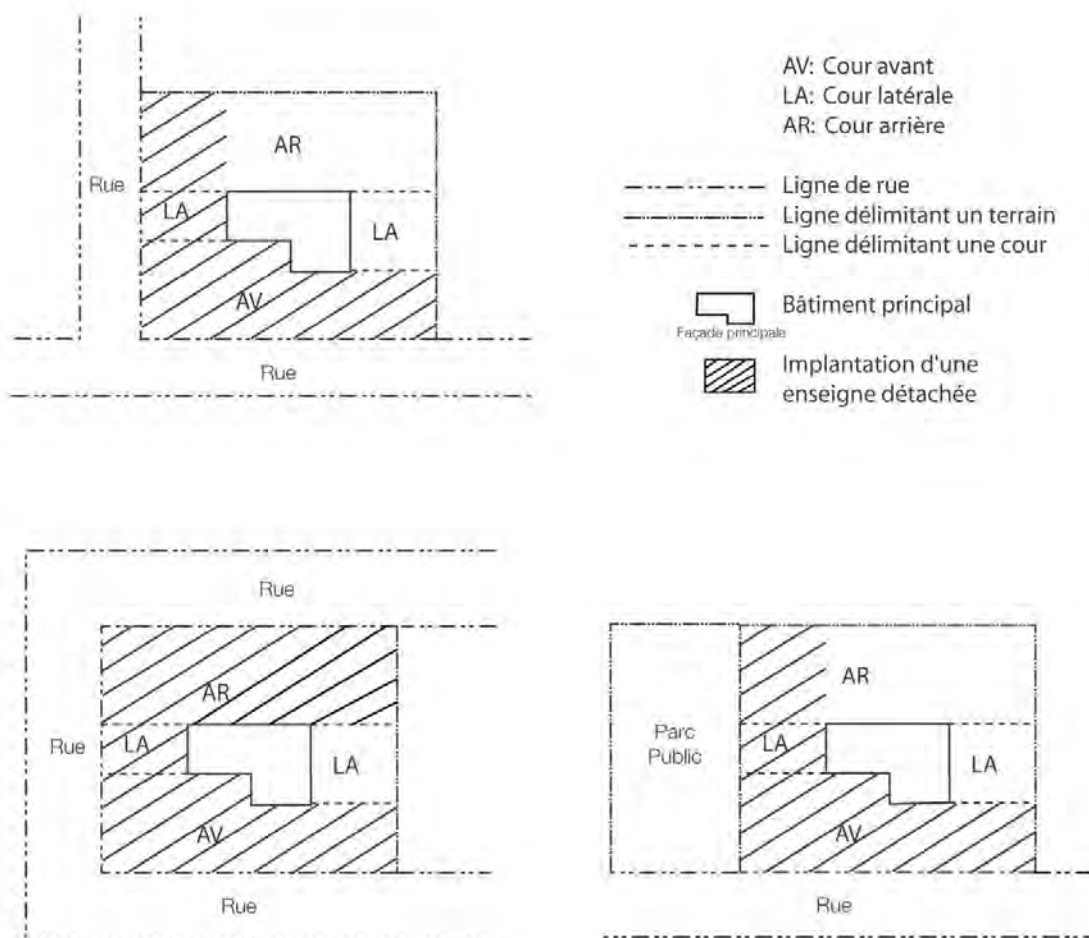 AV: Cour avant
LA: Cour latérale
AR: Cour arrière
Ligne de rue
Ligne délimitant un terrain
Ligne délimitant une cour
Bâtiment principal
Façade principale
Implantation d'une
enseigne détachée
AR
Rue
LA
LA
AV
Rue
Rue
AR
Rue
LA
LA
AV
Rue
AR
Parc
Public
LA
LA
AV
Rue